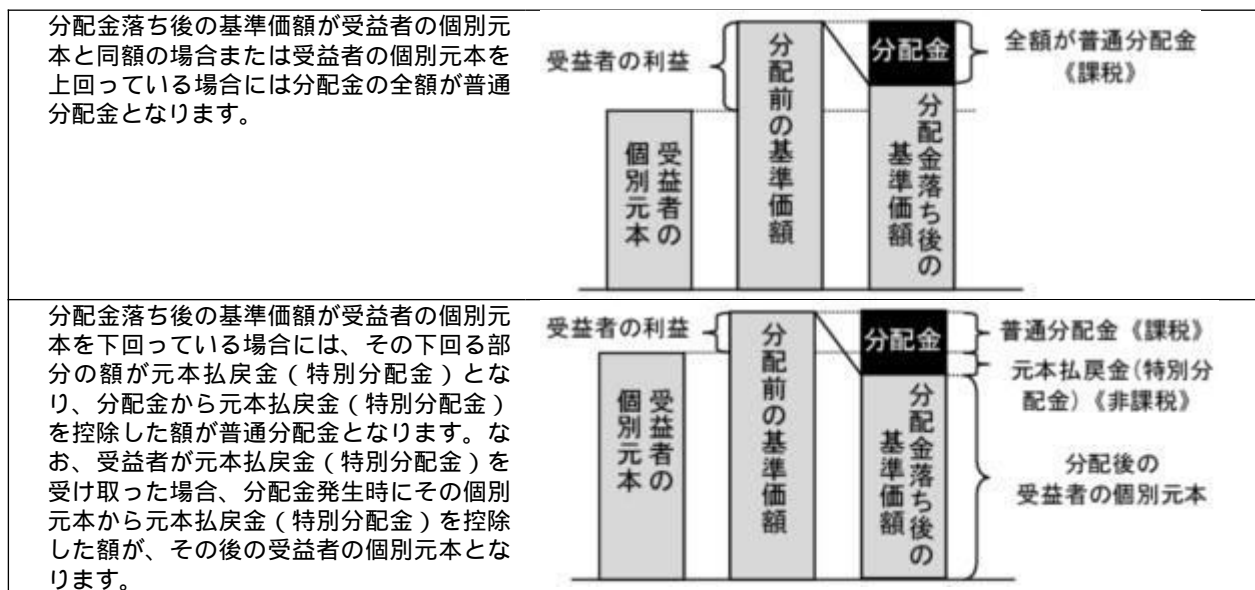 分配金落ち後の基準価額が受益者の個別元
本と同額の場合または受益者の個別元本を
上回っている場合には分配金の全額が普通
分配金となります。
受益者の利益
受益者の
個別元本
分配前の基準価額
分配金
分配金落ち後の
基準価額
全額が普通分配金
《課税》
分配金落ち後の基準価額が受益者の個別元
本を下回っている場合には、その下回る部
分の額が元本払戻金（特別分配金）とな
り、分配金から元本払戻金（特別分配金）
を控除した額が普通分配金となります。な
お、受益者が元本払戻金（特別分配金）を
受け取った場合、分配金発生時にその個別
元本から元本払戻金（特別分配金）を控除
した額が、その後の受益者の個別元本とな
ります。
受益者の利益
受益者の
個別元本
分配前の基準価額
分配金
分配金落ち後の
基準価額
普通分配金《課税》
元本払戻金（特別分
配金）《非課税》
分配後の
受益者の個別元本